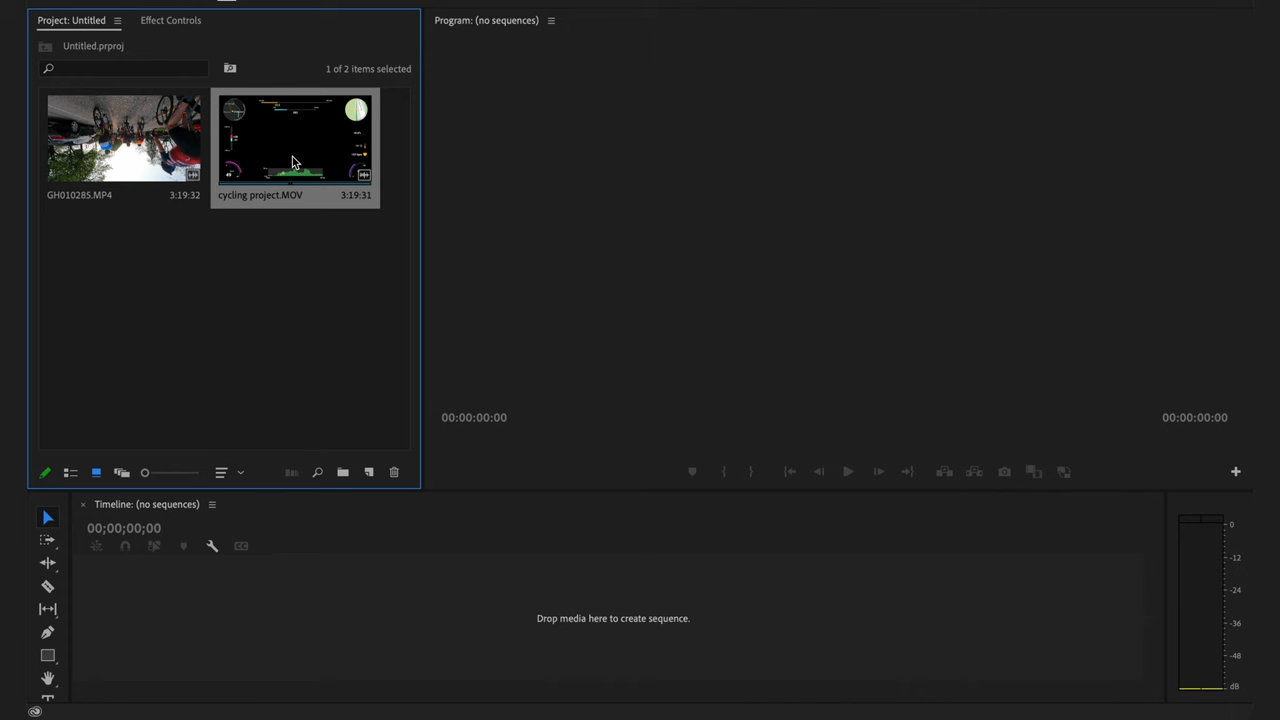 Project: Untitled
Effect Controls
Program: (no sequences)
Untitled.prproj
1 of 2 items selected
GH010285.MP4
3:19:32
cycling project.MOV
3:19:31
00:00:00:00
00:00:00:00
× Timeline: (no sequences)
00;00;00;00
CC
Drop media here to create sequence.
T
0
-12
-24
-36
-48
dB